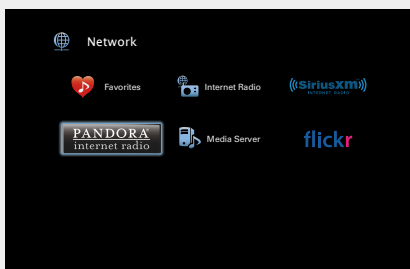 Network
Favorites
Internet Radio
((SiriusXM))
INTERNET RADIO
PANDORA
internet radio
Media Server
flickr